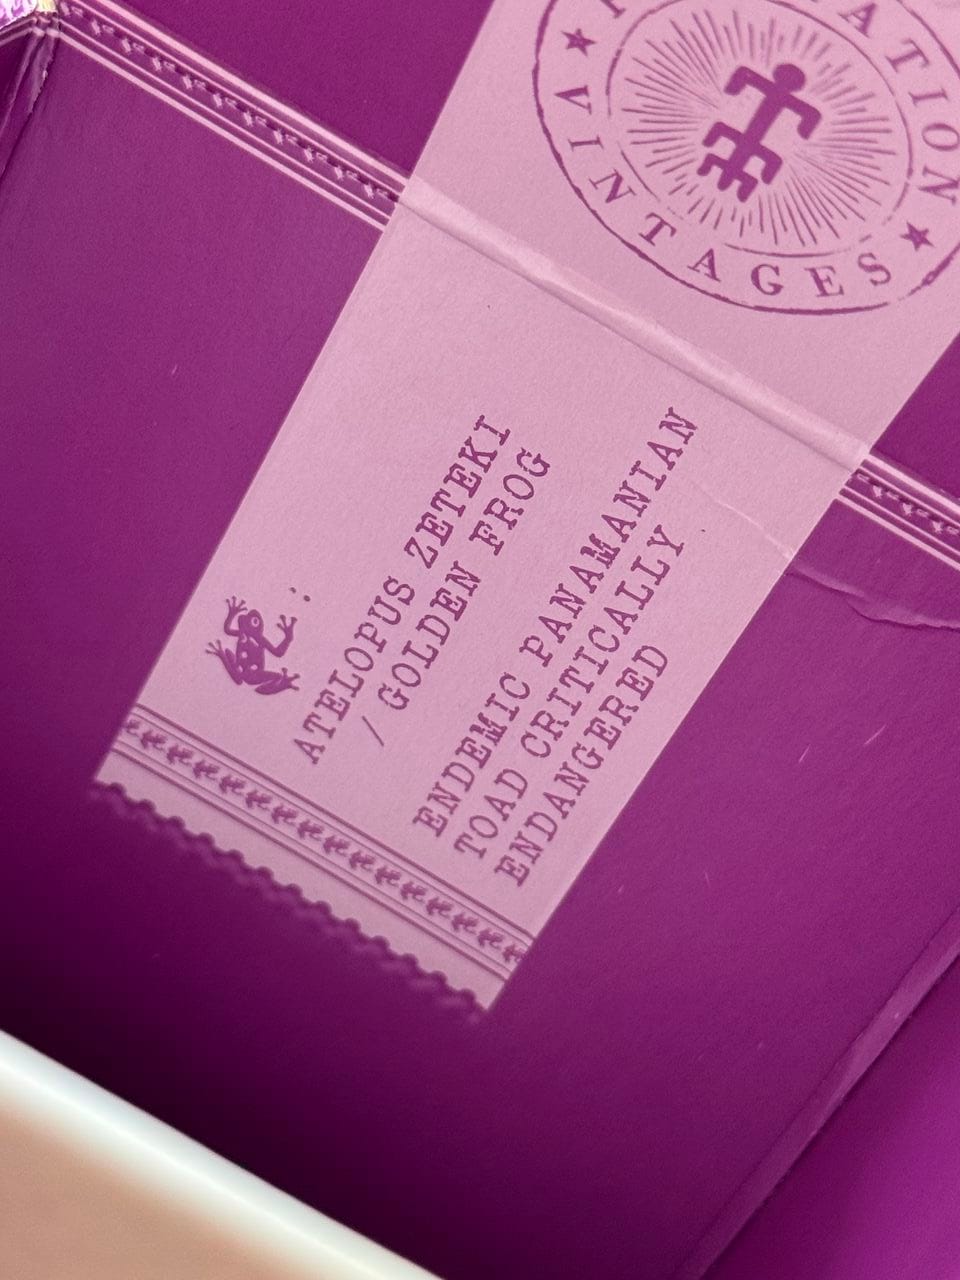 VINTAGES
:
ATELOPUS ZETEKI
/ GOLDEN FROG
ENDEMIC PANAMANIAN
TOAD CRITICALLY
ENDANGERED